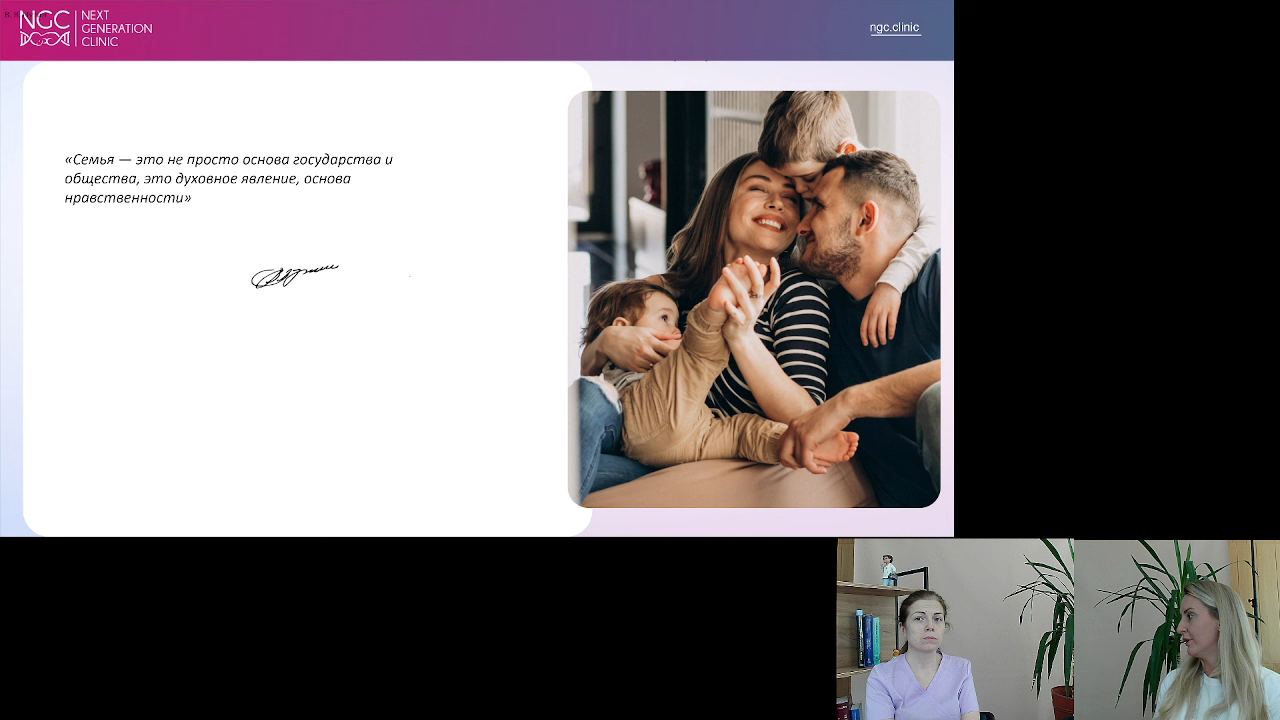 NGC
NEXT
GENERATION
CLINIC
ngc.clinic
«Семья — это не просто основа государства и
общества, это духовное явление, основа
нравственности»